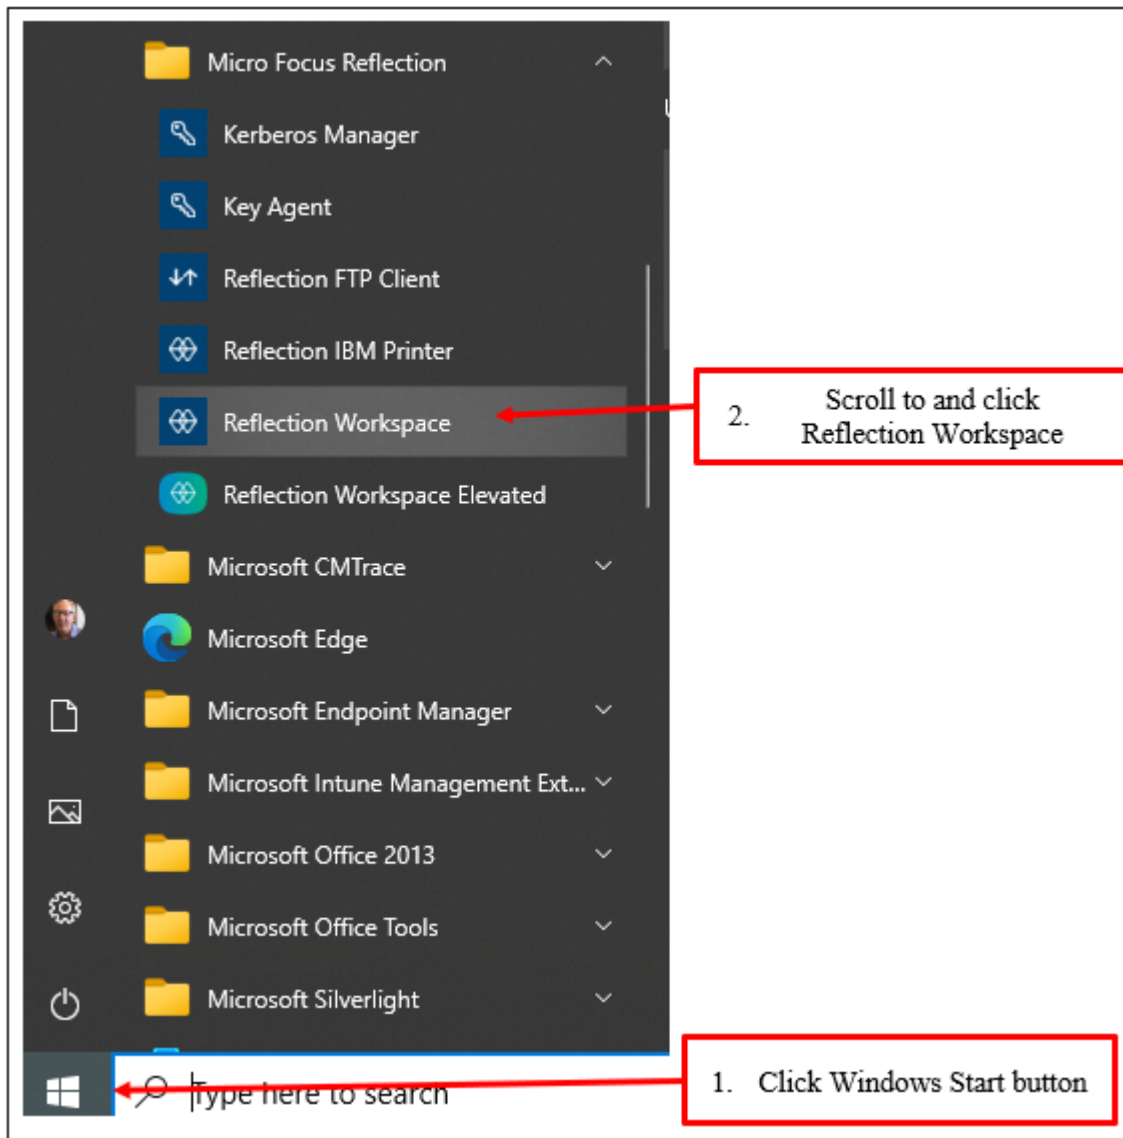 Micro Focus Reflection
Kerberos Manager
Key Agent
Reflection FTP Client
Reflection IBM Printer
Reflection Workspace
2. Scroll to and click
Reflection Workspace
Reflection Workspace Elevated
Microsoft CMTrace
Microsoft Edge
Microsoft Endpoint Manager
Microsoft Intune Management Ext...
Microsoft Office 2013
Microsoft Office Tools
Microsoft Silverlight
Type here to search
1. Click Windows Start button